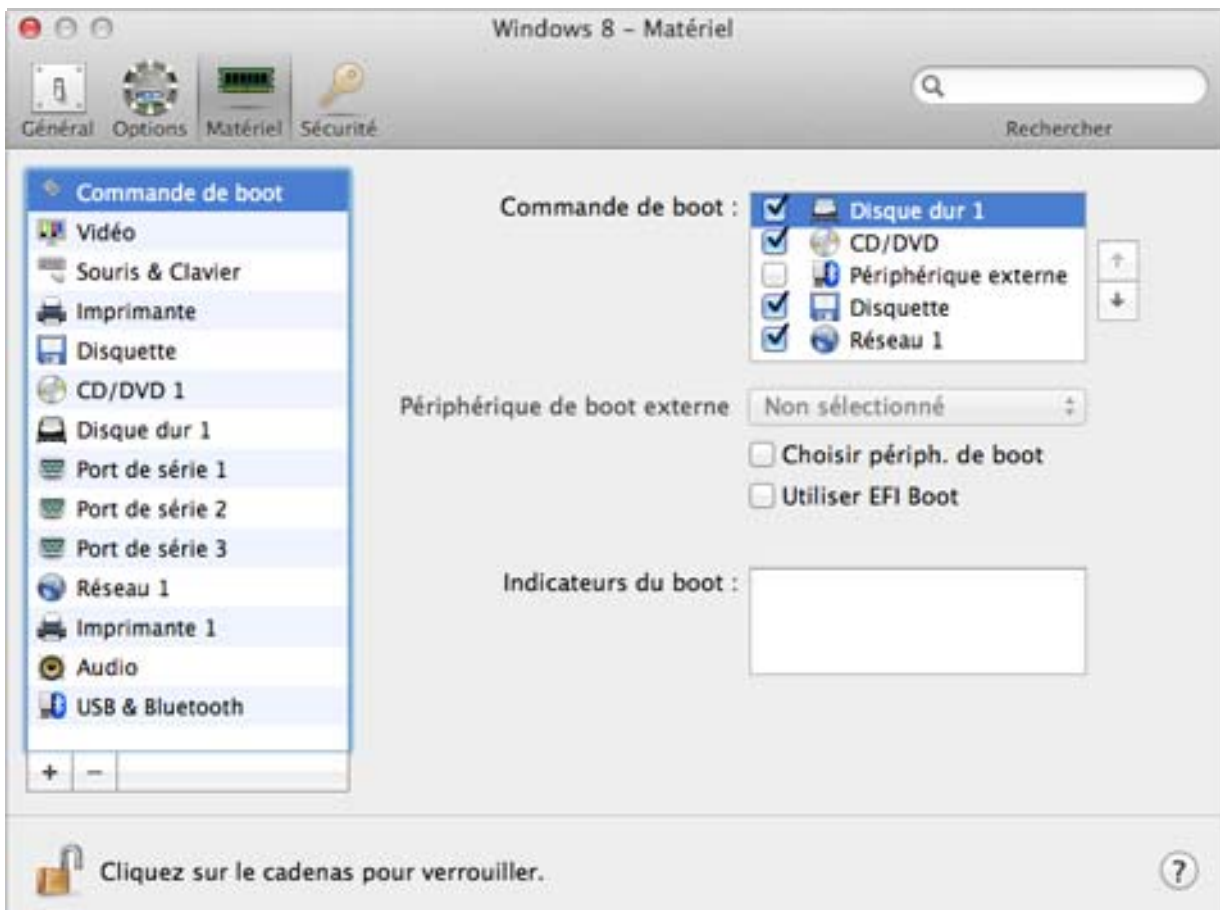 Windows 8 – Matériel
Général Options Matériel Sécurité
Rechercher
Commande de boot
Vidéo
Souris & Clavier
Imprimante
Disquette
CD/DVD 1
Disque dur 1
Port de série 1
Port de série 2
Port de série 3
Réseau 1
Imprimante 1
Audio
USB & Bluetooth
+ −
Commande de boot :
Disque dur 1
CD/DVD
Périphérique externe
Disquette
Réseau 1
Périphérique de boot externe Non sélectionné
Choisir périph. de boot
Utiliser EFI Boot
Indicateurs du boot :
Cliquez sur le cadenas pour verrouiller.
?